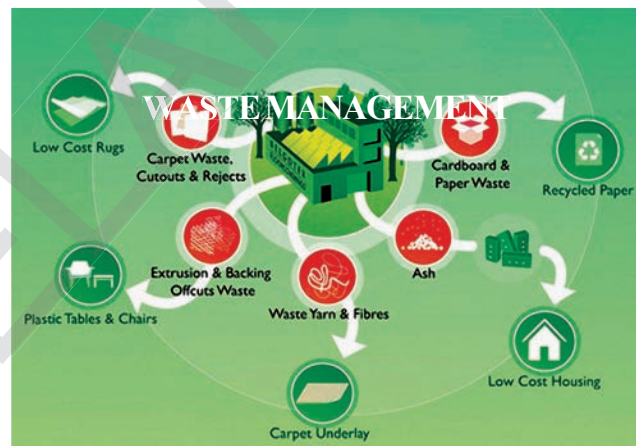 WASTE MANAGEMENT
Low Cost Rugs
Carpet Waste,
Cutouts & Rejects
Cardboard &
Paper Waste
Recycled Paper
Extrusion & Backing
Offcuts Waste
Waste Yarn & Fibres
Ash
Plastic Tables & Chairs
Low Cost Housing
Carpet Underlay